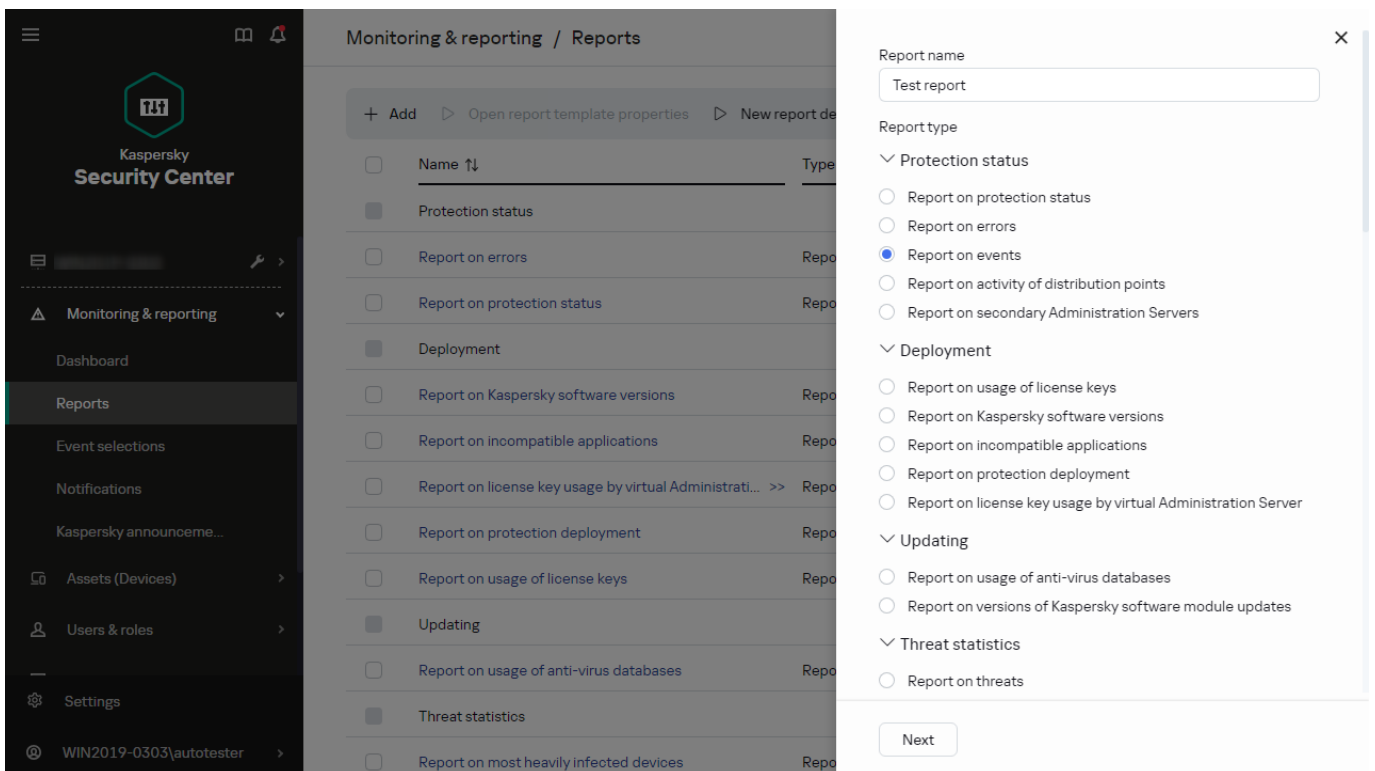 Kaspersky
Security Center
Monitoring & reporting
Dashboard
Reports
Event selections
Notifications
Kaspersky announceme...
Assets (Devices)
Users & roles
Settings
WIN2019-0303\autotester
Monitoring & reporting / Reports
+ Add Open report template properties New report de
Name Type
Protection status
Report on errors Repo
Report on protection status Repo
Deployment
Report on Kaspersky software versions Repo
Report on incompatible applications Repo
Report on license key usage by virtual Administrati... >> Repo
Report on protection deployment Repo
Report on usage of license keys Repo
Updating
Report on usage of anti-virus databases Repo
Threat statistics
Report on most heavily infected devices Repo
Report name
Test report
Report type
Protection status
Report on protection status
Report on errors
Report on events
Report on activity of distribution points
Report on secondary Administration Servers
Deployment
Report on usage of license keys
Report on Kaspersky software versions
Report on incompatible applications
Report on protection deployment
Report on license key usage by virtual Administration Server
Updating
Report on usage of anti-virus databases
Report on versions of Kaspersky software module updates
Threat statistics
Report on threats
Next